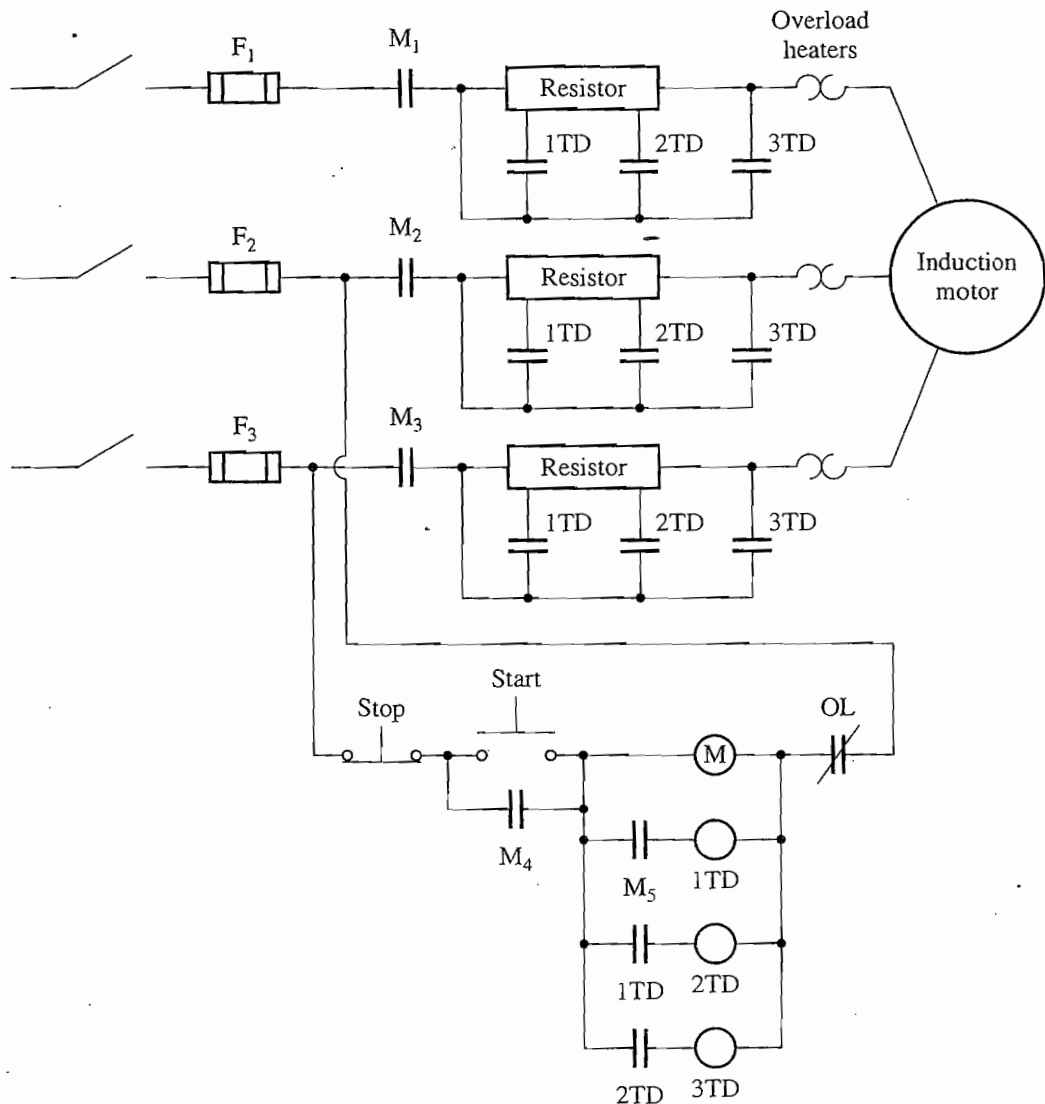 Overload
heaters
F1
M1
Resistor
1TD
2TD
3TD
F2
M2
Resistor
Induction
motor
1TD
2TD
3TD
F3
M3
Resistor
1TD
2TD
3TD
Start
Stop
OL
M
M4
M5
1TD
1TD
2TD
2TD
3TD